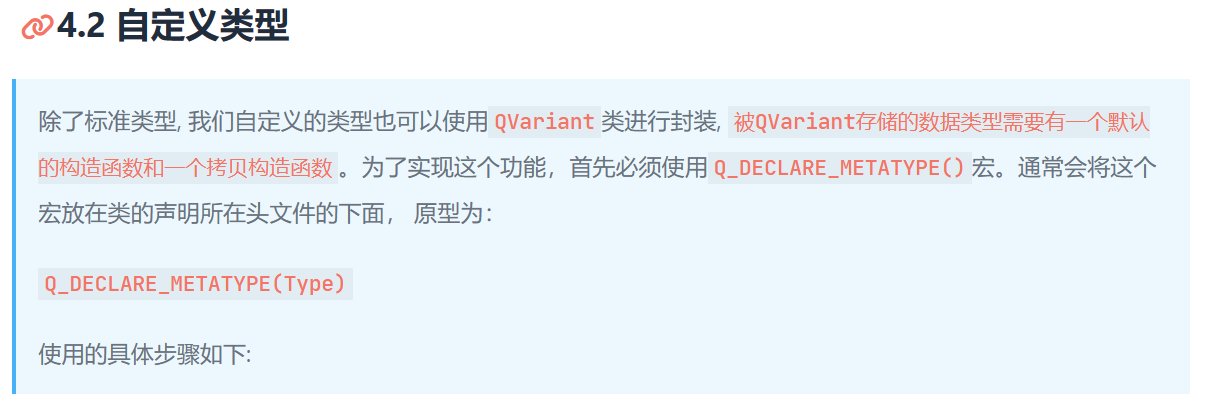 4.2 自定义类型
除了标准类型, 我们自定义的类型也可以使用QVariant类进行封装, 被QVariant存储的数据类型需要有一个默认
的构造函数和一个拷贝构造函数。为了实现这个功能，首先必须使用Q_DECLARE_METATYPE()宏。通常会将这个
宏放在类的声明所在头文件的下面， 原型为：
Q_DECLARE_METATYPE(Type)
使用的具体步骤如下: